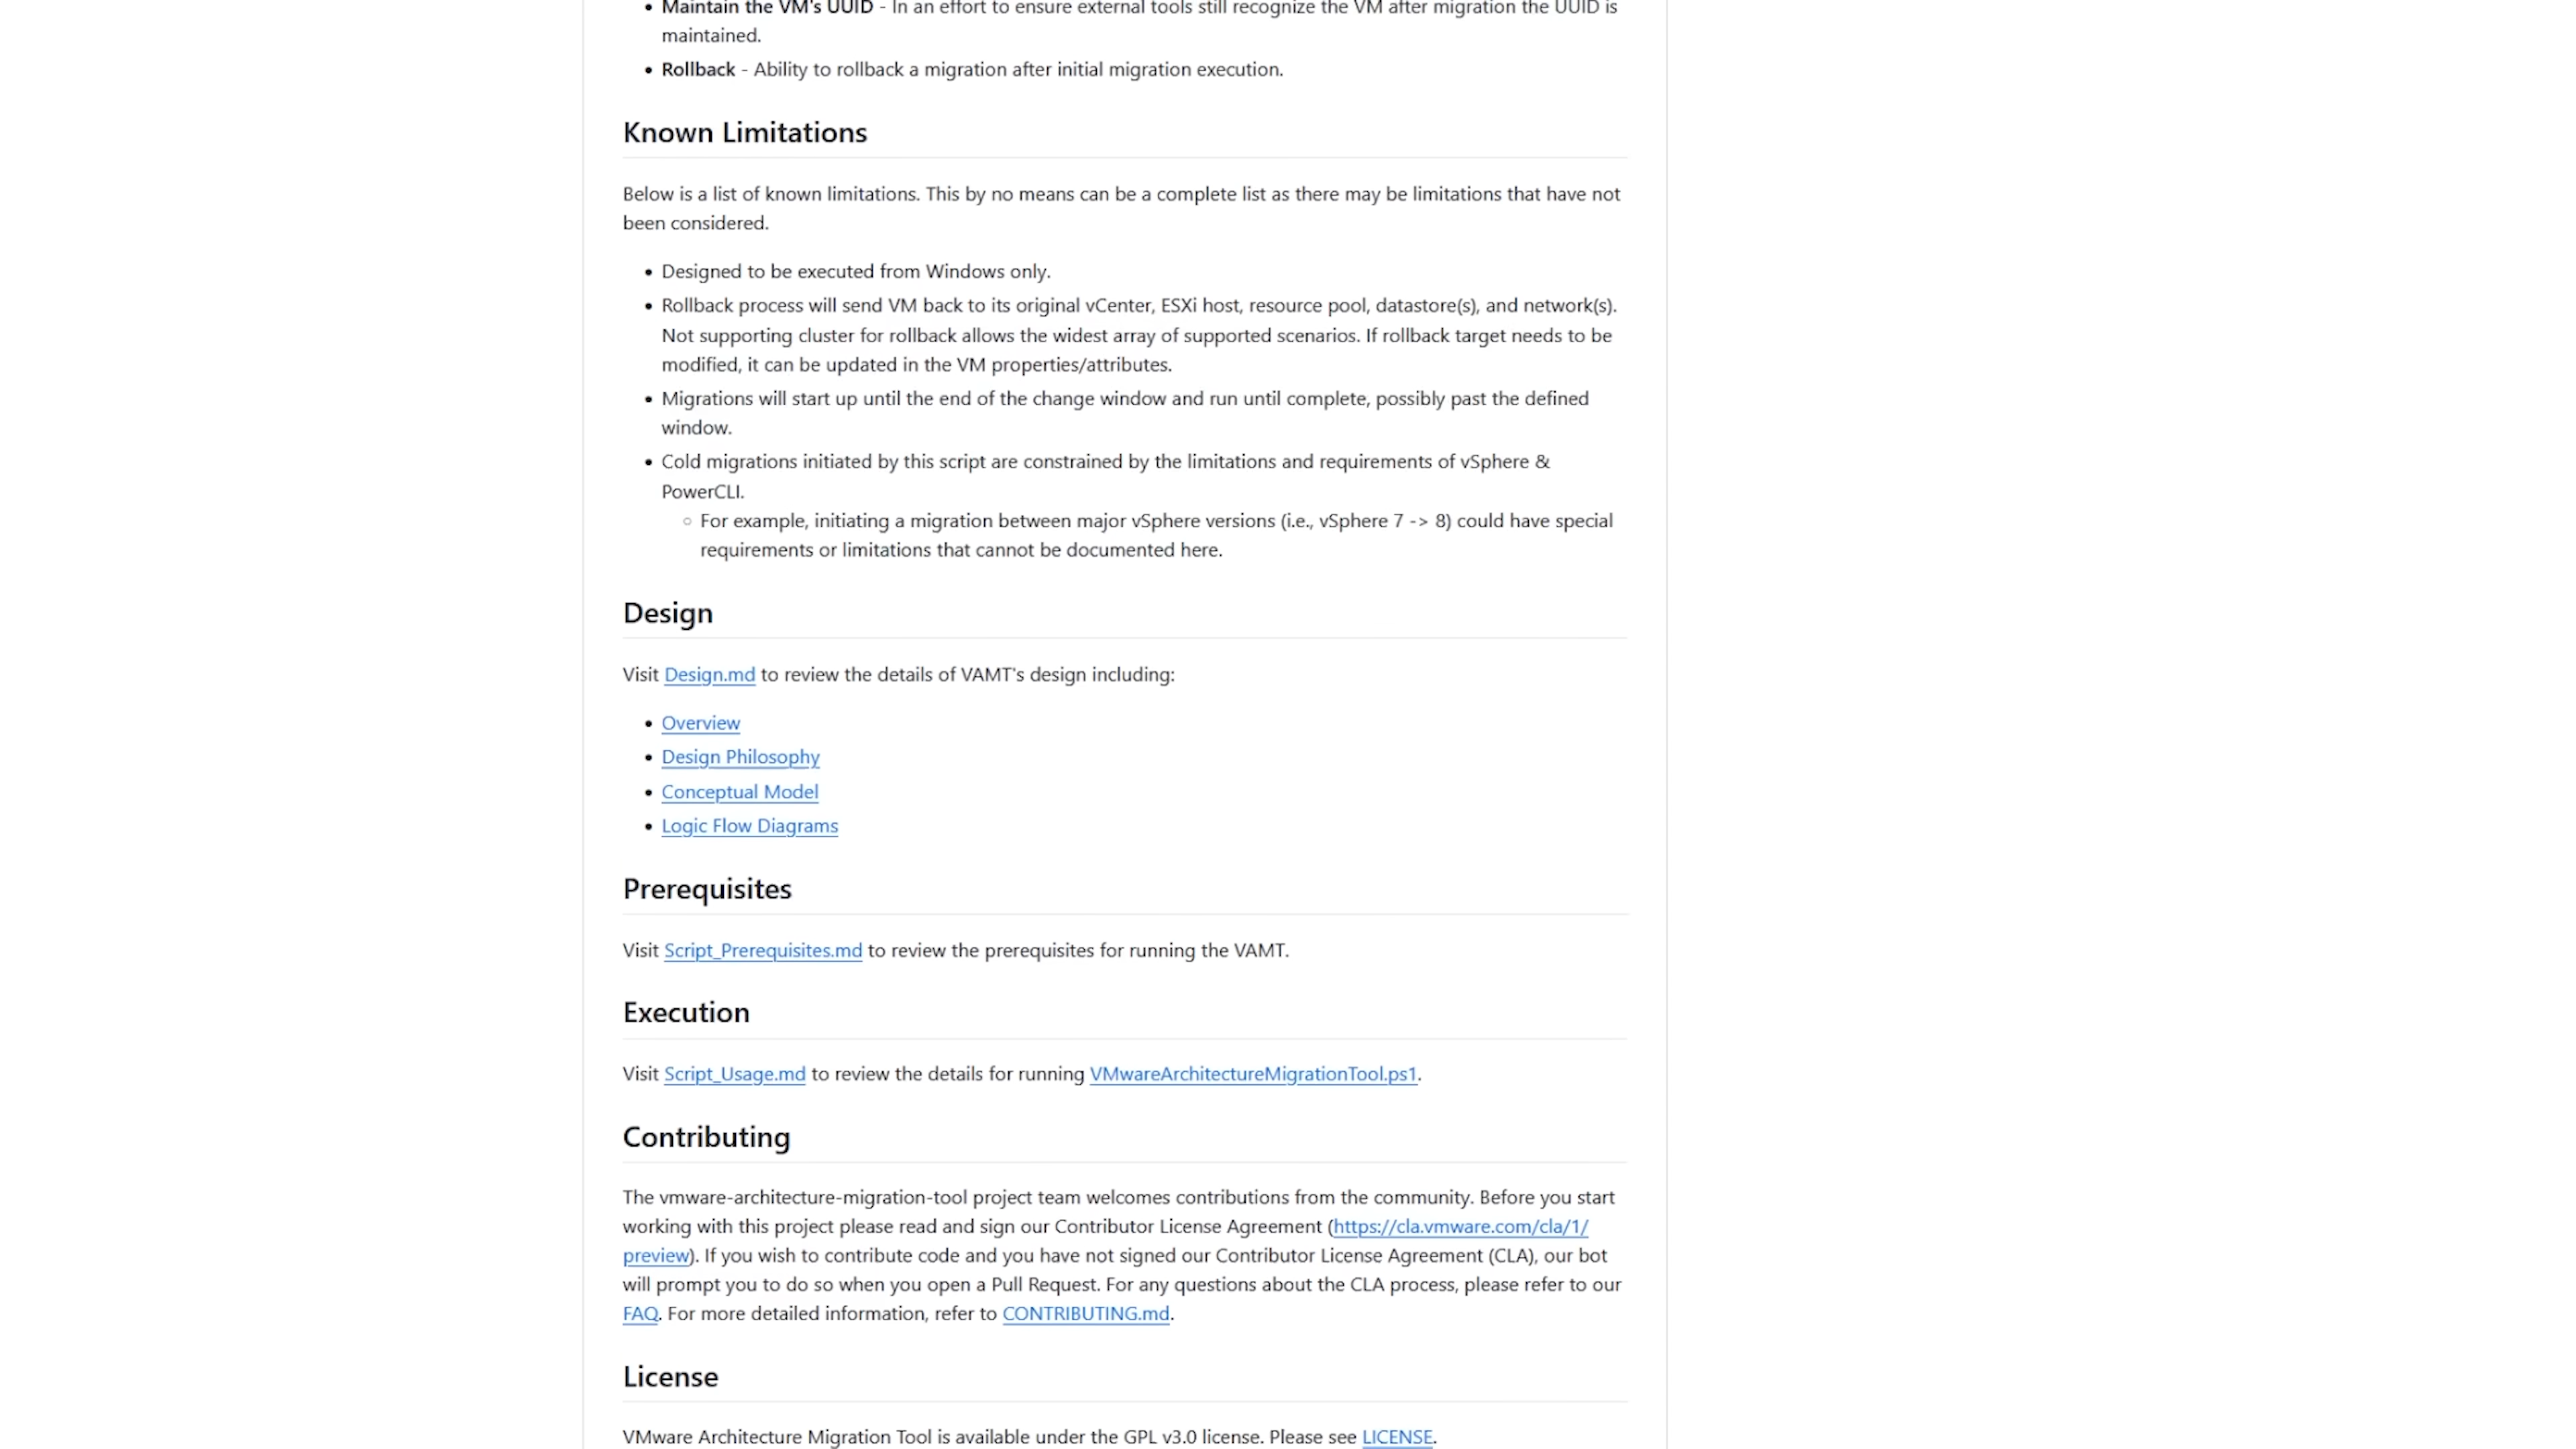 Maintain the VM's UUID - In an effort to ensure external tools still recognize the VM after migration the UUID is
maintained.
Rollback - Ability to rollback a migration after initial migration execution.
Known Limitations
Below is a list of known limitations. This by no means can be a complete list as there may be limitations that have not
been considered.
Designed to be executed from Windows only.
Rollback process will send VM back to its original vCenter, ESXi host, resource pool, datastore(s), and network(s).
Not supporting cluster for rollback allows the widest array of supported scenarios. If rollback target needs to be
modified, it can be updated in the VM properties/attributes.
Migrations will start up until the end of the change window and run until complete, possibly past the defined
window.
Cold migrations initiated by this script are constrained by the limitations and requirements of vSphere &
PowerCLI.
For example, initiating a migration between major vSphere versions (i.e., vSphere 7 -> 8) could have special
requirements or limitations that cannot be documented here.
Design
Visit Design.md to review the details of VAMT's design including:
Overview
Design Philosophy
Conceptual Model
Logic Flow Diagrams
Prerequisites
Visit Script_Prerequisites.md to review the prerequisites for running the VAMT.
Execution
Visit Script_Usage.md to review the details for running VMwareArchitectureMigrationTool.ps1.
Contributing
The vmware-architecture-migration-tool project team welcomes contributions from the community. Before you start
working with this project please read and sign our Contributor License Agreement (https://cla.vmware.com/cla/1/
preview). If you wish to contribute code and you have not signed our Contributor License Agreement (CLA), our bot
will prompt you to do so when you open a Pull Request. For any questions about the CLA process, please refer to our
FAQ. For more detailed information, refer to CONTRIBUTING.md.
License
VMware Architecture Migration Tool is available under the GPL v3.0 license. Please see LICENSE.